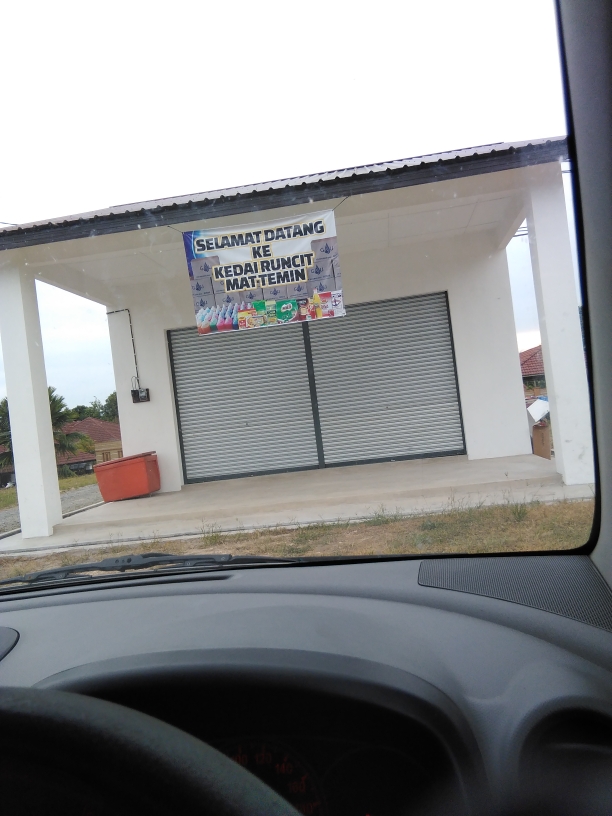 SELAMAT DATANG
KE
KEDAI RUNCIT
MAT TEMIN